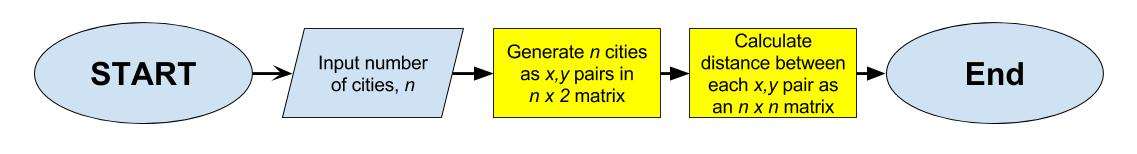 START
Input number
of cities, n
Generate n cities
as x,y pairs in
n x 2 matrix
Calculate
distance between
each x,y pair as
an n x n matrix
End